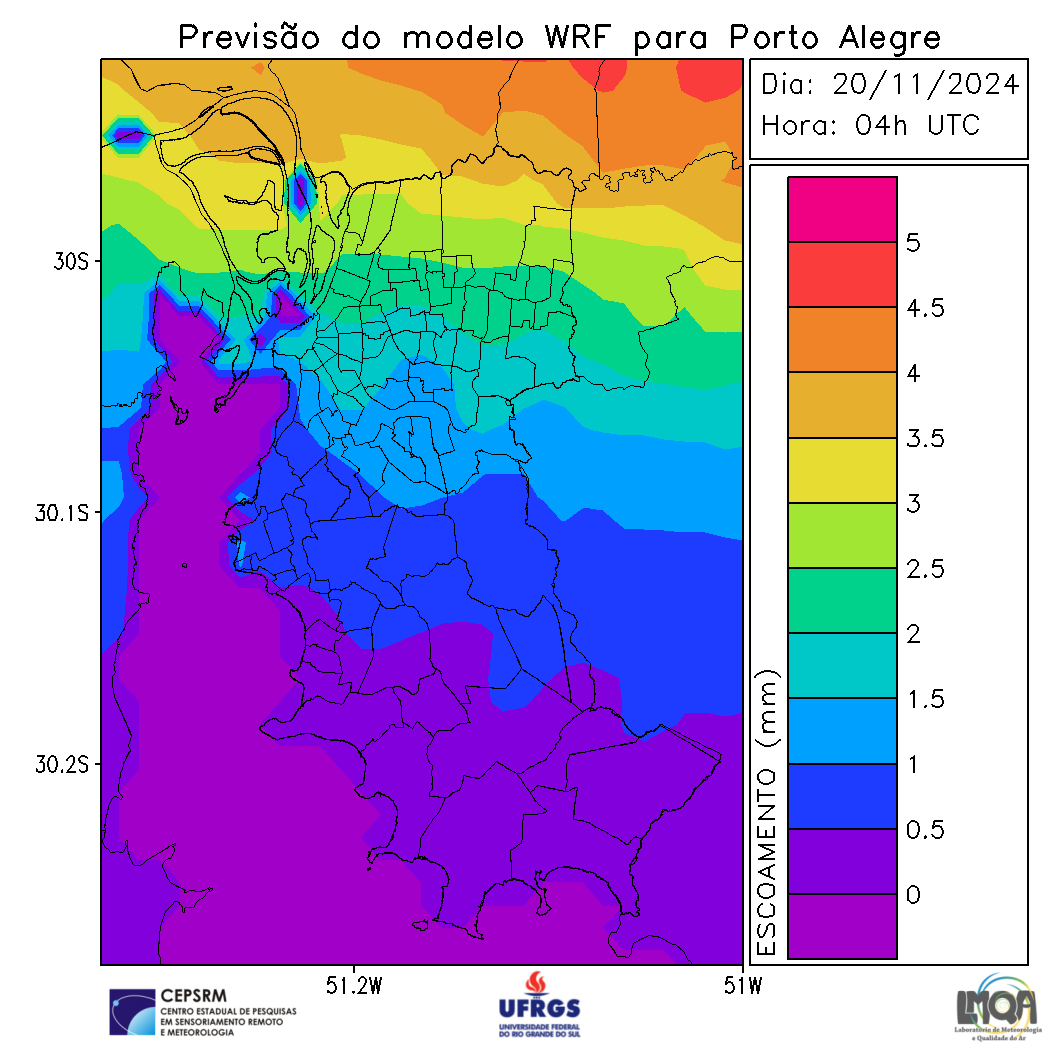 Previsão do modelo WRF para Porto Alegre
Dia: 20/11/2024
Hora: 04h UTC
30S
30.1S
30.2S
51.2W
51W
5
4.5
4
3.5
3
2.5
2
1.5
1
0.5
0
ESCOAMENTO (mm)
CEPSRM
CENTRO ESTADUAL DE PESQUISAS
EM SENSORIAMENTO REMOTO
E METEOROLOGIA
UFRGS
UNIVERSIDADE FEDERAL
DO RIO GRANDE DO SUL
LMQA
Laboratório de Meteorologia
e Qualidade do Ar